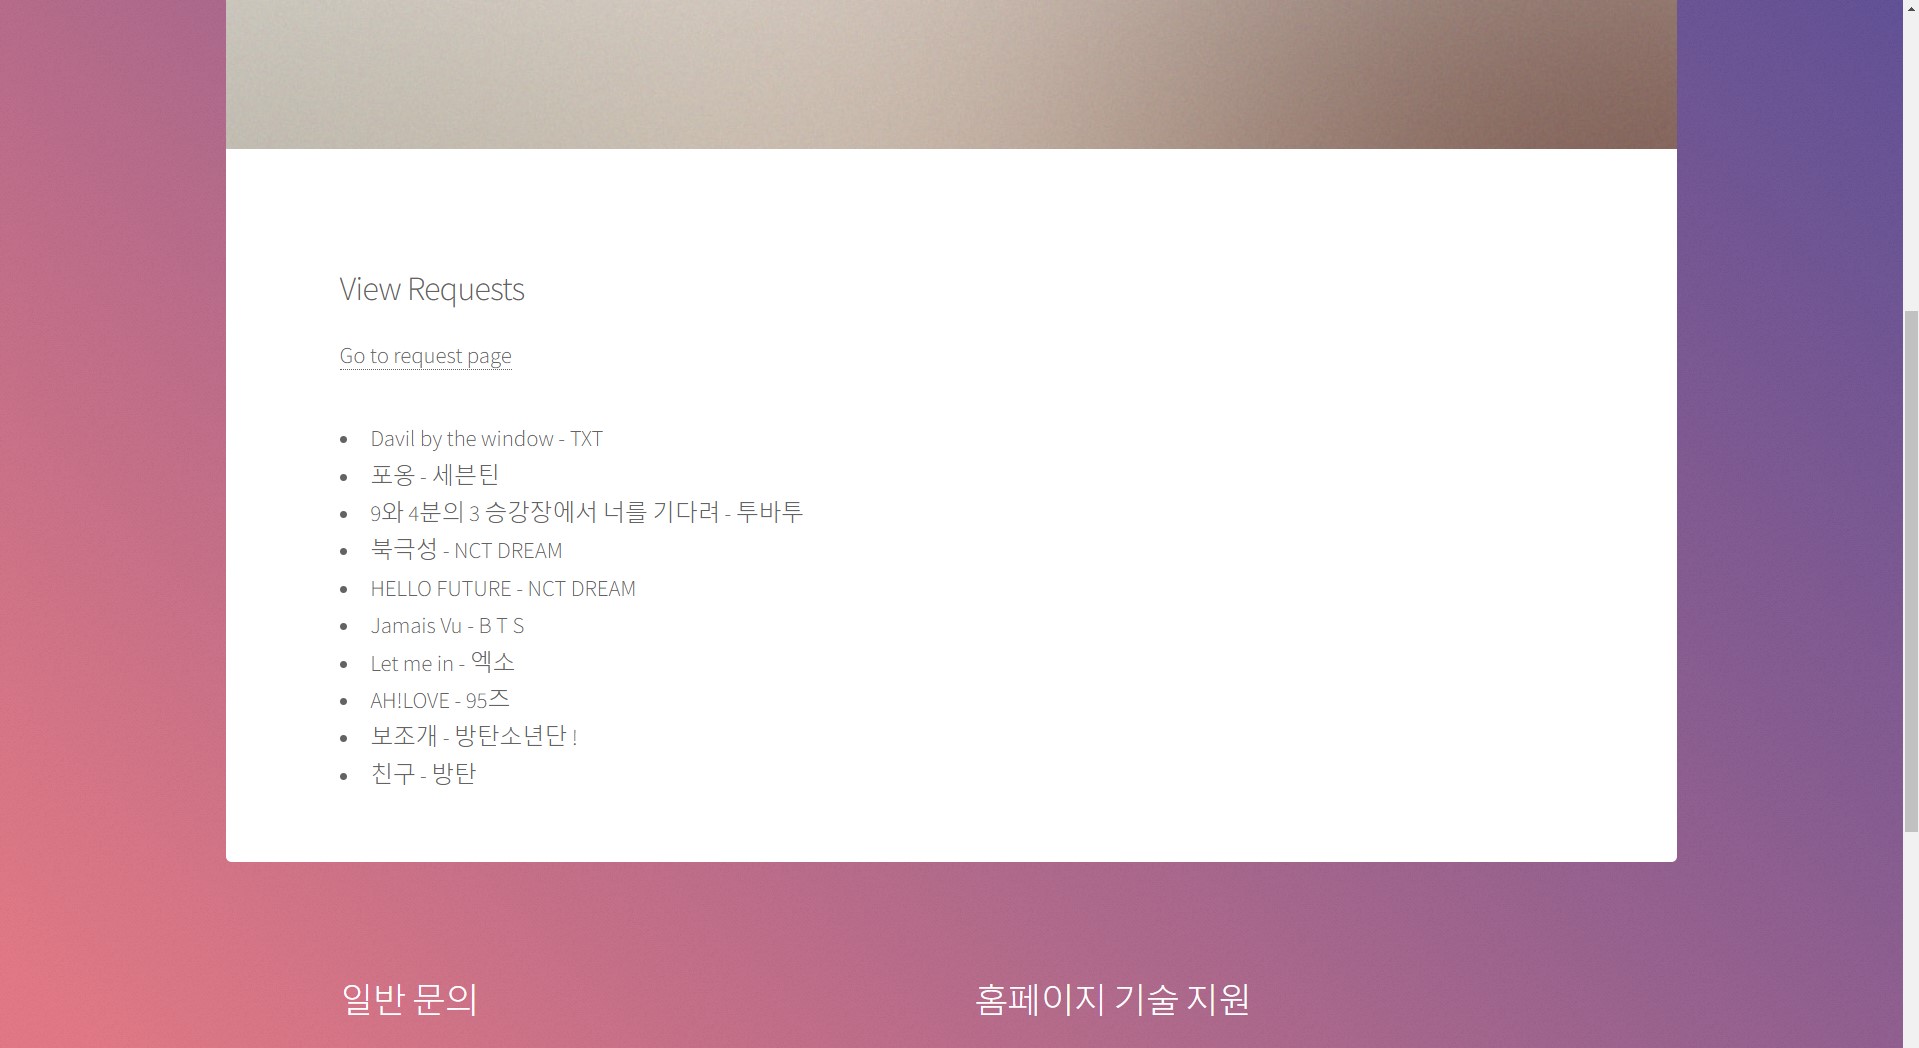 View Requests
Go to request page
Davil by the window - TXT
포옹 - 세븐틴
9와 4분의 3 승강장에서 너를 기다려 - 투바투
북극성 - NCT DREAM
HELLO FUTURE - NCT DREAM
Jamais Vu - B T S
Let me in - 엑소
AH!LOVE - 95즈
보조개 - 방탄소년단 !
친구 - 방탄
일반 문의
홈페이지 기술 지원